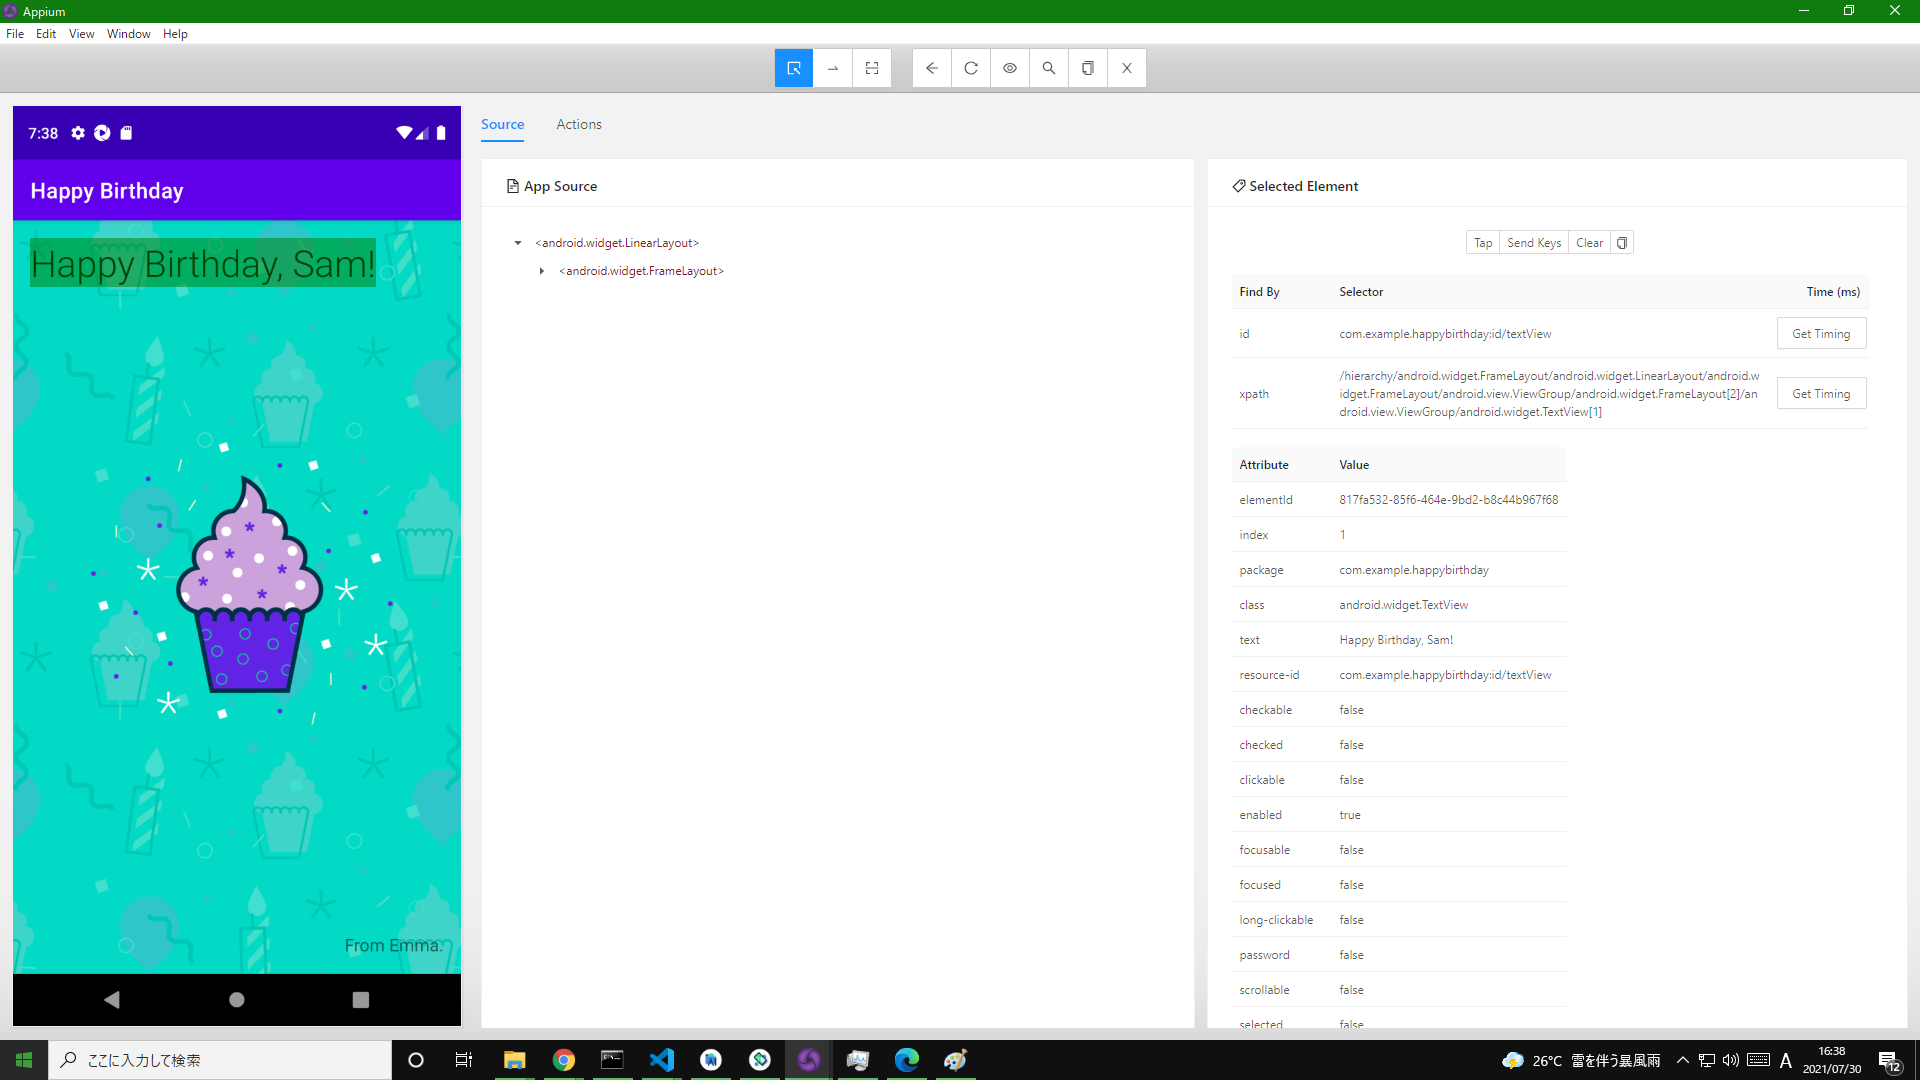 Appium
File Edit View Window Help
7:38
Happy Birthday
Happy Birthday, Sam!
From Emma.
Source Actions
App Source
<android.widget.LinearLayout>
<android.widget.FrameLayout>
Selected Element
Tap Send Keys Clear
Find By Selector Time (ms)
id com.example.happybirthday:id/textView Get Timing
xpath /hierarchy/android.widget.FrameLayout/android.widget.LinearLayout/android.w
idget.FrameLayout/android.view.ViewGroup/android.widget.FrameLayout[2]/an
droid.view.ViewGroup/android.widget.TextView[1] Get Timing
Attribute Value
elementId 817fa532-85f6-464e-9bd2-b8c44b967f68
index 1
package com.example.happybirthday
class android.widget.TextView
text Happy Birthday, Sam!
resource-id com.example.happybirthday:id/textView
checkable false
checked false
clickable false
enabled true
focusable false
focused false
long-clickable false
password false
scrollable false
selected false
ここに入力して検索
26°C 雷を伴う暴風雨
A
16:38
2021/07/30
12